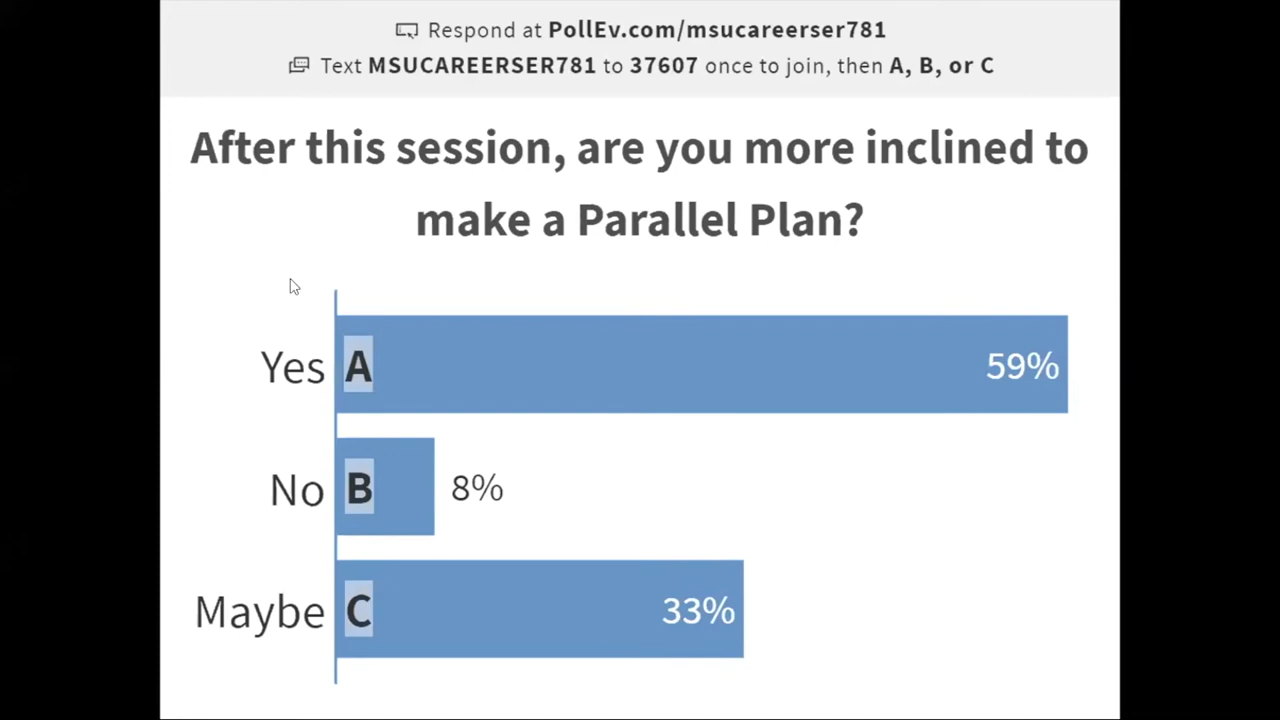 Respond at PollEv.com/msucareerser781
Text MSUCAREERSER781 to 37607 once to join, then A, B, or C
After this session, are you more inclined to
make a Parallel Plan?
Yes A 59%
No B 8%
Maybe C 33%